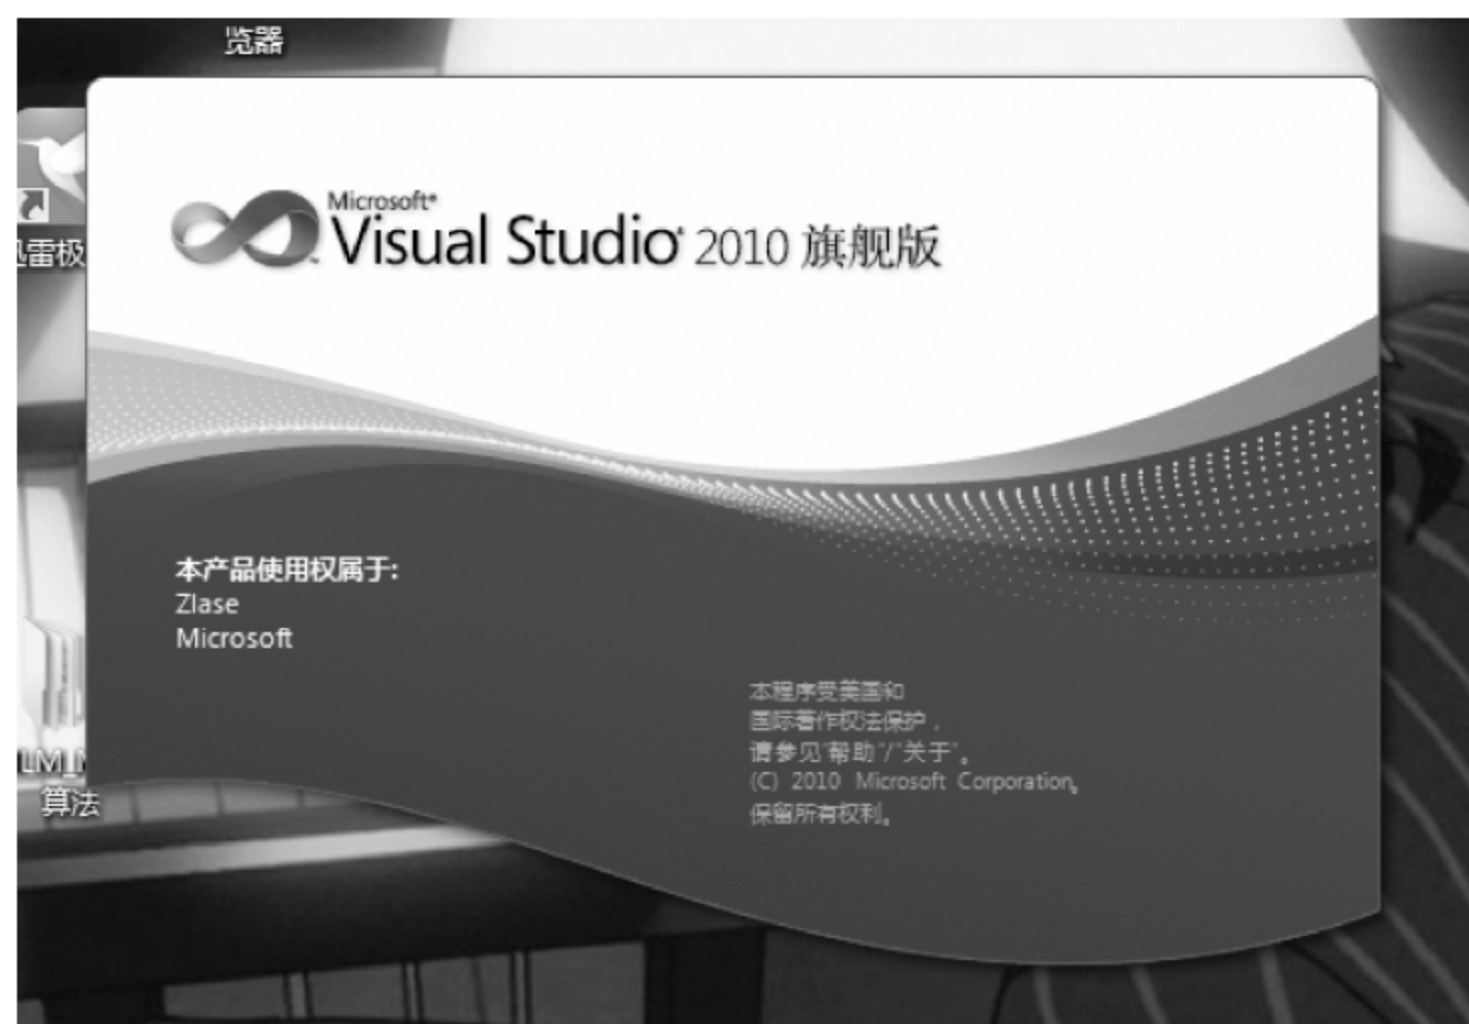 览器
Microsoft®
Visual Studio® 2010 旗舰版
雷极
本产品使用权属于:
Zlase
Microsoft
本程序受美国和
国际著作权法保护，
请参见"帮助"/"关于"。
(C) 2010 Microsoft Corporation。
保留所有权利。
算法